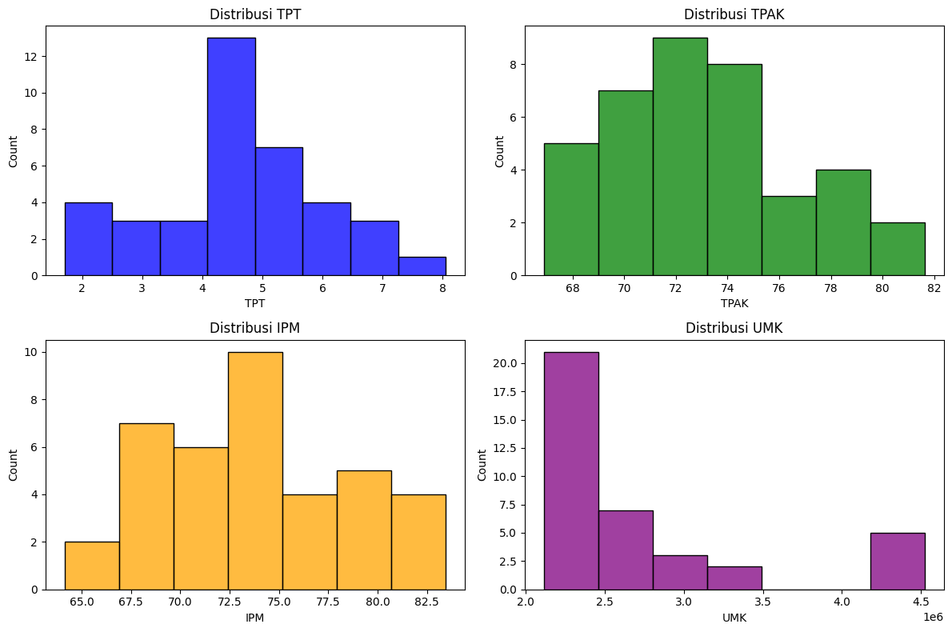 Distribusi TPT
Count
0
2
4
6
8
10
12
2 3 4 5 6 7 8
TPT
Distribusi TPAK
Count
0
2
4
6
8
68 70 72 74 76 78 80 82
TPAK
Distribusi IPM
Count
0
2
4
6
8
10
65.0 67.5 70.0 72.5 75.0 77.5 80.0 82.5
IPM
Distribusi UMK
Count
0.0
2.5
5.0
7.5
10.0
12.5
15.0
17.5
20.0
2.0 2.5 3.0 3.5 4.0 4.5
1e6
UMK